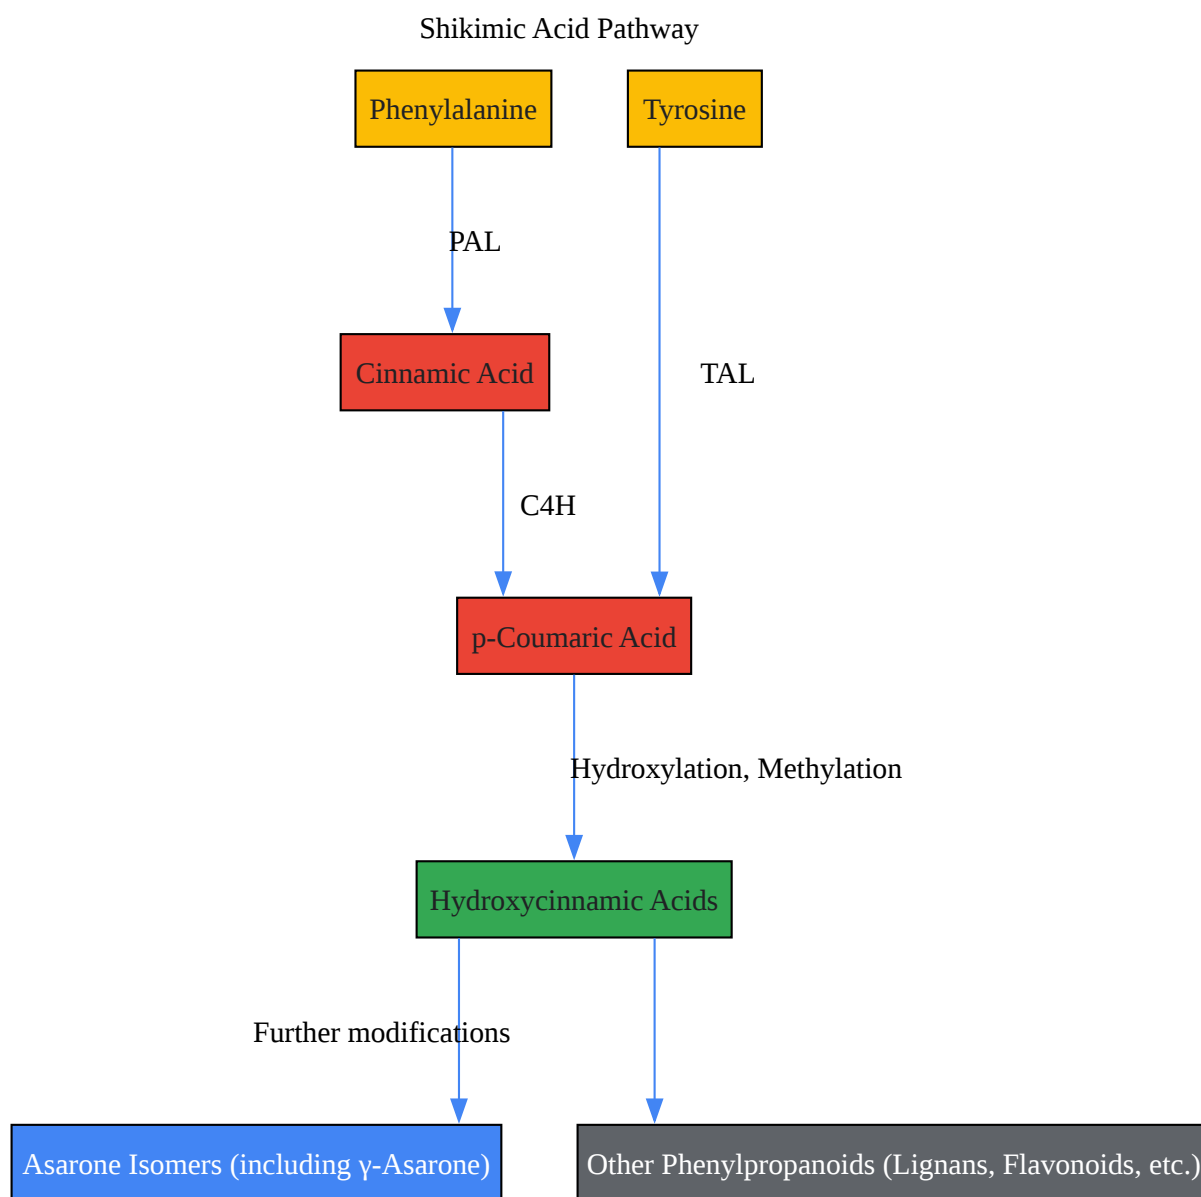 Shikimic Acid Pathway
Phenylalanine
Tyrosine
PAL
Cinnamic Acid
TAL
C4H
p-Coumaric Acid
Hydroxylation, Methylation
Hydroxycinnamic Acids
Further modifications
Asarone Isomers (including γ-Asarone)
Other Phenylpropanoids (Lignans, Flavonoids, etc.)